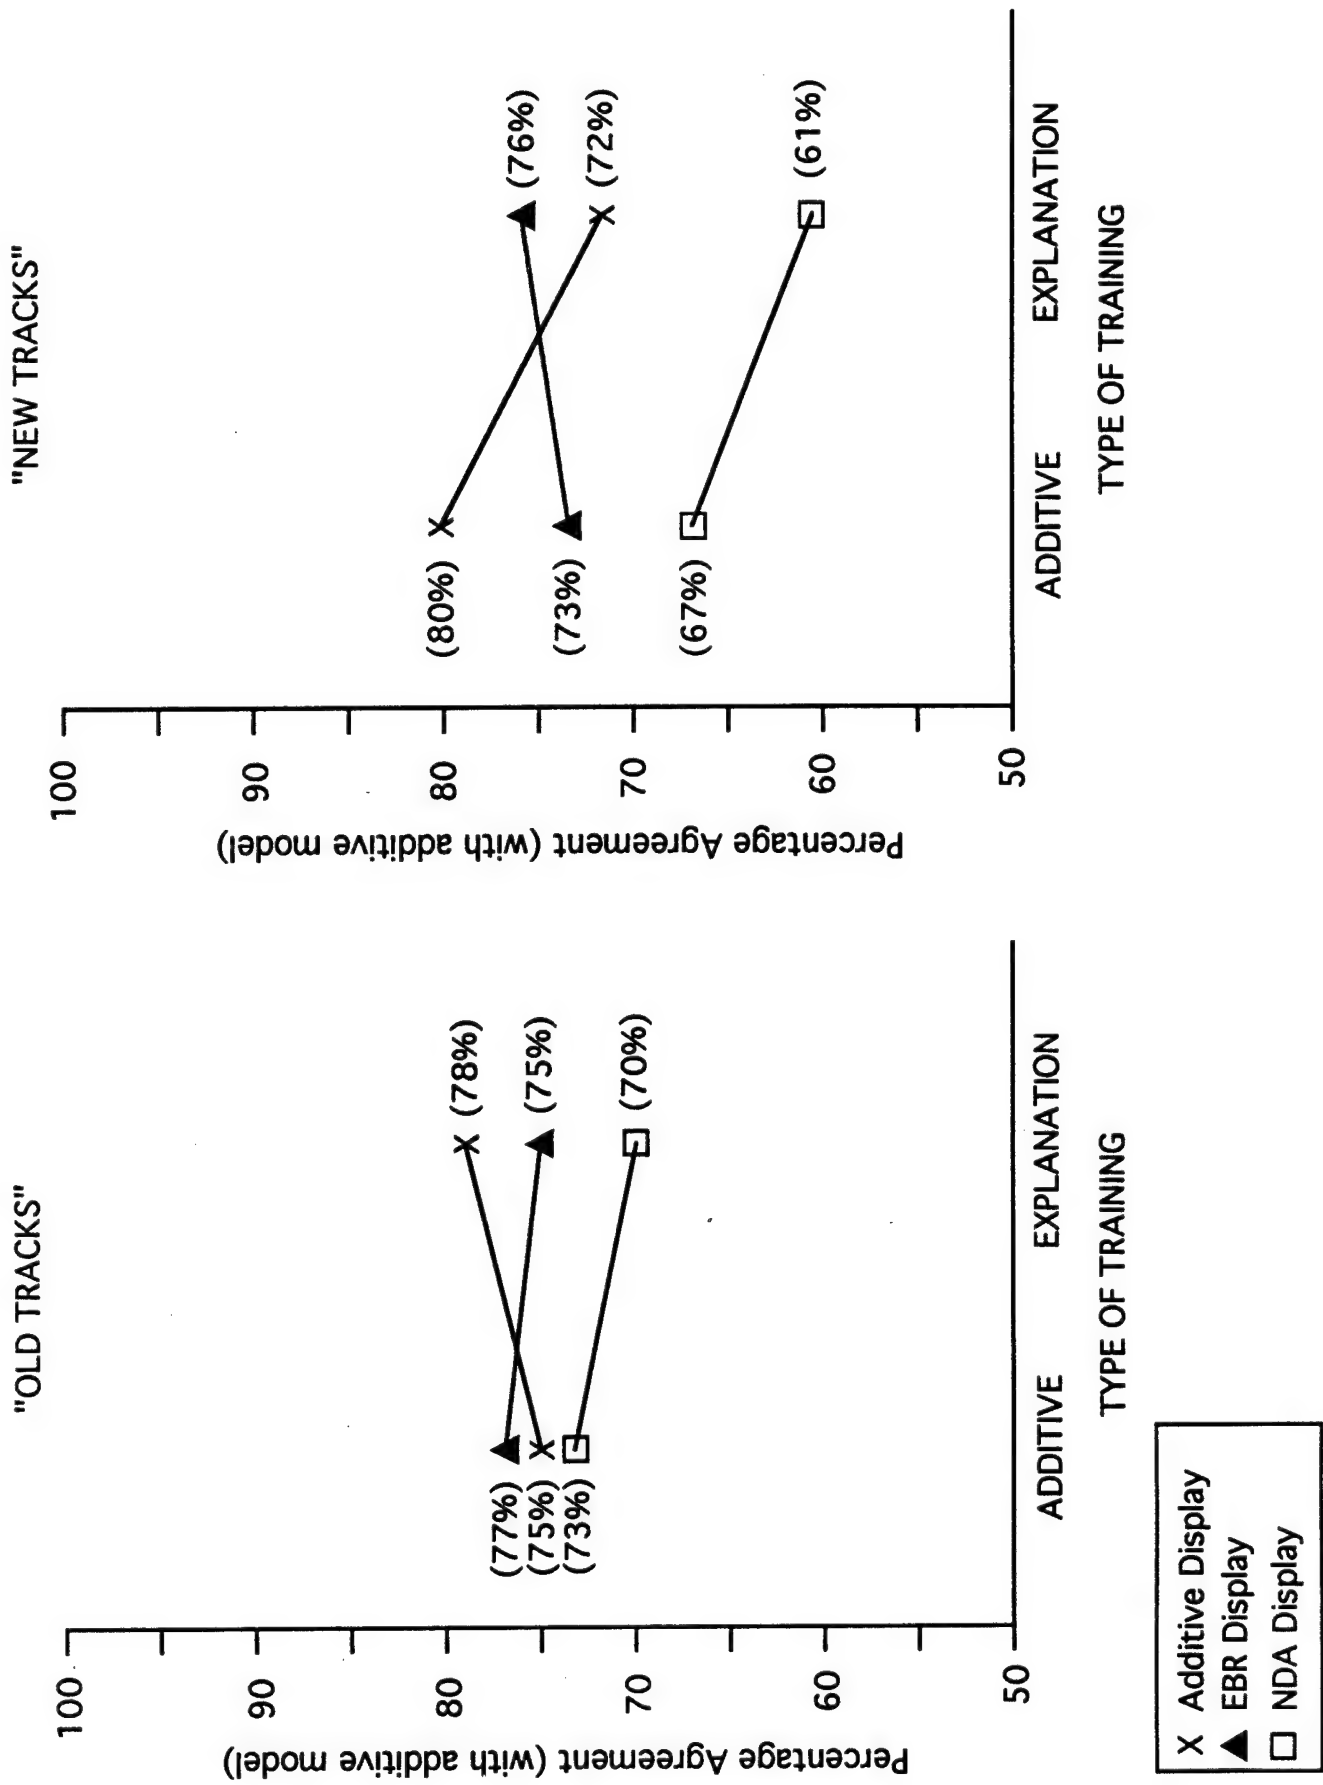 "OLD TRACKS"
Percentage Agreement (with additive model)
100
90
80
70
60
50
(77%)
(75%)
(73%)
(78%)
(75%)
(70%)
ADDITIVE EXPLANATION
TYPE OF TRAINING
"NEW TRACKS"
Percentage Agreement (with additive model)
100
90
80
70
60
50
(80%)
(73%)
(67%)
(76%)
(72%)
(61%)
ADDITIVE EXPLANATION
TYPE OF TRAINING
X Additive Display
▲ EBR Display
□ NDA Display